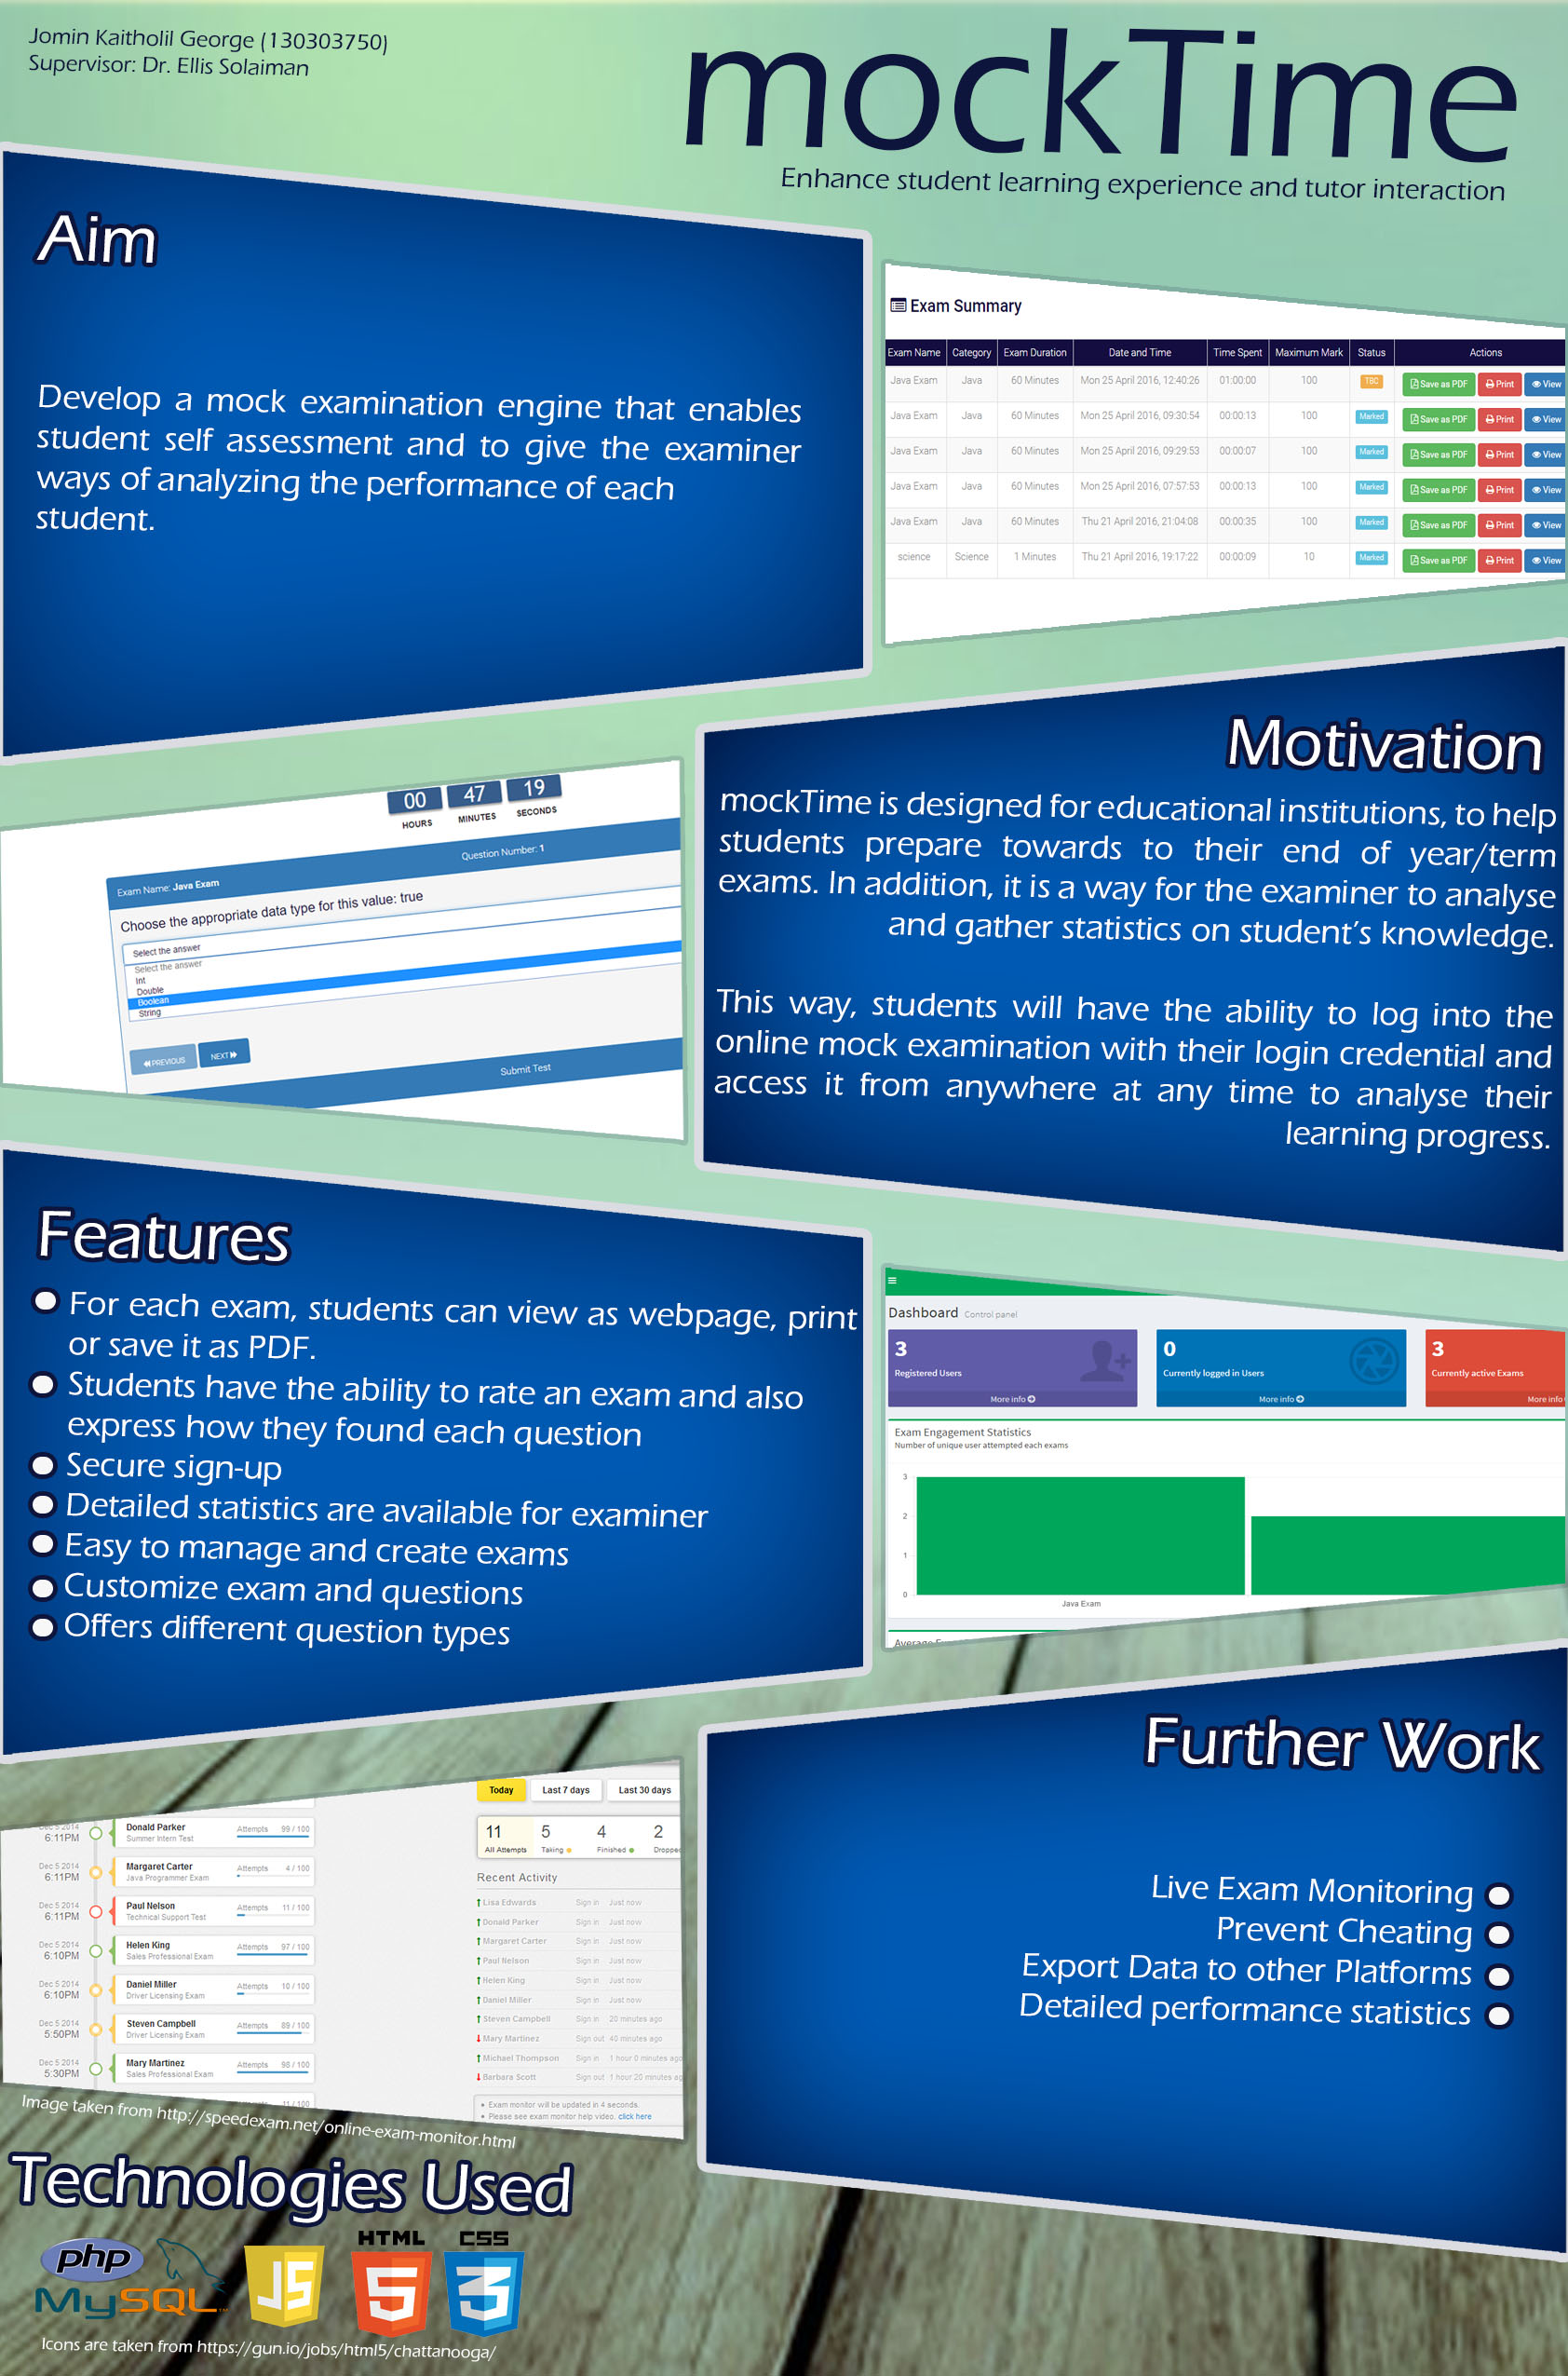 Jomin Kaitholil George (130303750)
Supervisor: Dr. Ellis Solaiman
mockTime
Enhance student learning experience and tutor interaction
Aim
Develop a mock examination engine that enables
student self assessment and to give the examiner
ways of analyzing the performance of each
student.
Exam Summary
Exam Name Category Exam Duration Date and Time Time Spent Maximum Mark Status Actions
Java Exam Java 60 Minutes Mon 25 April 2016, 12:40:26 01:00:00 100 TBC Save as PDF Print View
Java Exam Java 60 Minutes Mon 25 April 2016, 09:30:54 00:00:13 100 Marked Save as PDF Print View
Java Exam Java 60 Minutes Mon 25 April 2016, 09:29:53 00:00:07 100 Marked Save as PDF Print View
Java Exam Java 60 Minutes Mon 25 April 2016, 07:57:53 00:00:13 100 Marked Save as PDF Print View
Java Exam Java 60 Minutes Thu 21 April 2016, 21:04:08 00:00:35 100 Marked Save as PDF Print View
science Science 1 Minutes Thu 21 April 2016, 19:17:22 00:00:09 10 Marked Save as PDF Print View
Motivation
mockTime is designed for educational institutions, to help
students prepare towards to their end of year/term
exams. In addition, it is a way for the examiner to analyse
and gather statistics on student's knowledge.
This way, students will have the ability to log into the
online mock examination with their login credential and
access it from anywhere at any time to analyse their
learning progress.
00 47 19
HOURS MINUTES SECONDS
Exam Name: Java Exam Question Number: 1
Choose the appropriate data type for this value: true
Select the answer
Select the answer
Int
Double
Boolean
String
PREVIOUS NEXT
Submit Test
Features
For each exam, students can view as webpage, print
or save it as PDF.
Students have the ability to rate an exam and also
express how they found each question
Secure sign-up
Detailed statistics are available for examiner
Easy to manage and create exams
Customize exam and questions
Offers different question types
Dashboard Control panel
3 0 3
Registered Users Currently logged in Users Currently active Exams
More info More info More info
Exam Engagement Statistics
Number of unique user attempted each exams
3
2
1
0
Java Exam
Average
Further Work
Live Exam Monitoring
Prevent Cheating
Export Data to other Platforms
Detailed performance statistics
Dec 5 2014 Donald Parker Attempts 99 / 100
6:11PM Summer Intern Test
Dec 5 2014 Margaret Carter Attempts 4 / 100
6:11PM Java Programmer Exam
Dec 5 2014 Paul Nelson Attempts 11 / 100
6:11PM Technical Support Test
Dec 5 2014 Helen King Attempts 97 / 100
6:10PM Sales Professional Exam
Dec 5 2014 Daniel Miller Attempts 10 / 100
6:10PM Driver Licensing Exam
Dec 5 2014 Steven Campbell Attempts 89 / 100
5:50PM Driver Licensing Exam
Dec 5 2014 Mary Martinez Attempts 98 / 100
5:30PM Sales Professional Exam
11 / 100
Today Last 7 days Last 30 days
11 5 4 2
All Attempts Taking Finished Dropped
Recent Activity
Lisa Edwards Sign in Just now
Donald Parker Sign in Just now
Margaret Carter Sign in Just now
Paul Nelson Sign in Just now
Helen King Sign in Just now
Daniel Miller Sign in Just now
Steven Campbell Sign in 20 minutes ago
Mary Martinez Sign out 40 minutes ago
Michael Thompson Sign in 1 hour 0 minutes ago
Barbara Scott Sign out 1 hour 20 minutes ag
Exam monitor will be updated in 4 seconds.
Please see exam monitor help video. click here
Image taken from http://speedexam.net/online-exam-monitor.html
Technologies Used
php
MySQL
JS
HTML
5
CSS
3
Icons are taken from https://gun.io/jobs/html5/chattanooga/